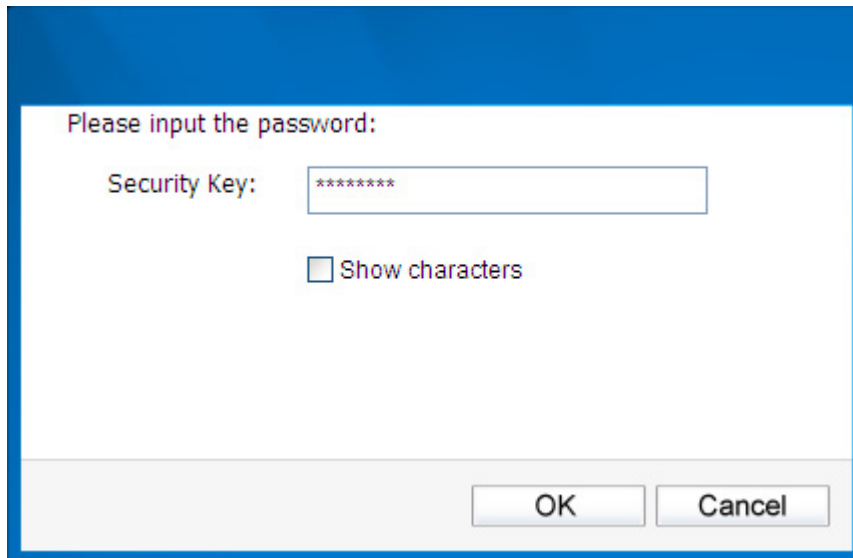 Please input the password:
Security Key: ********
Show characters
OK Cancel